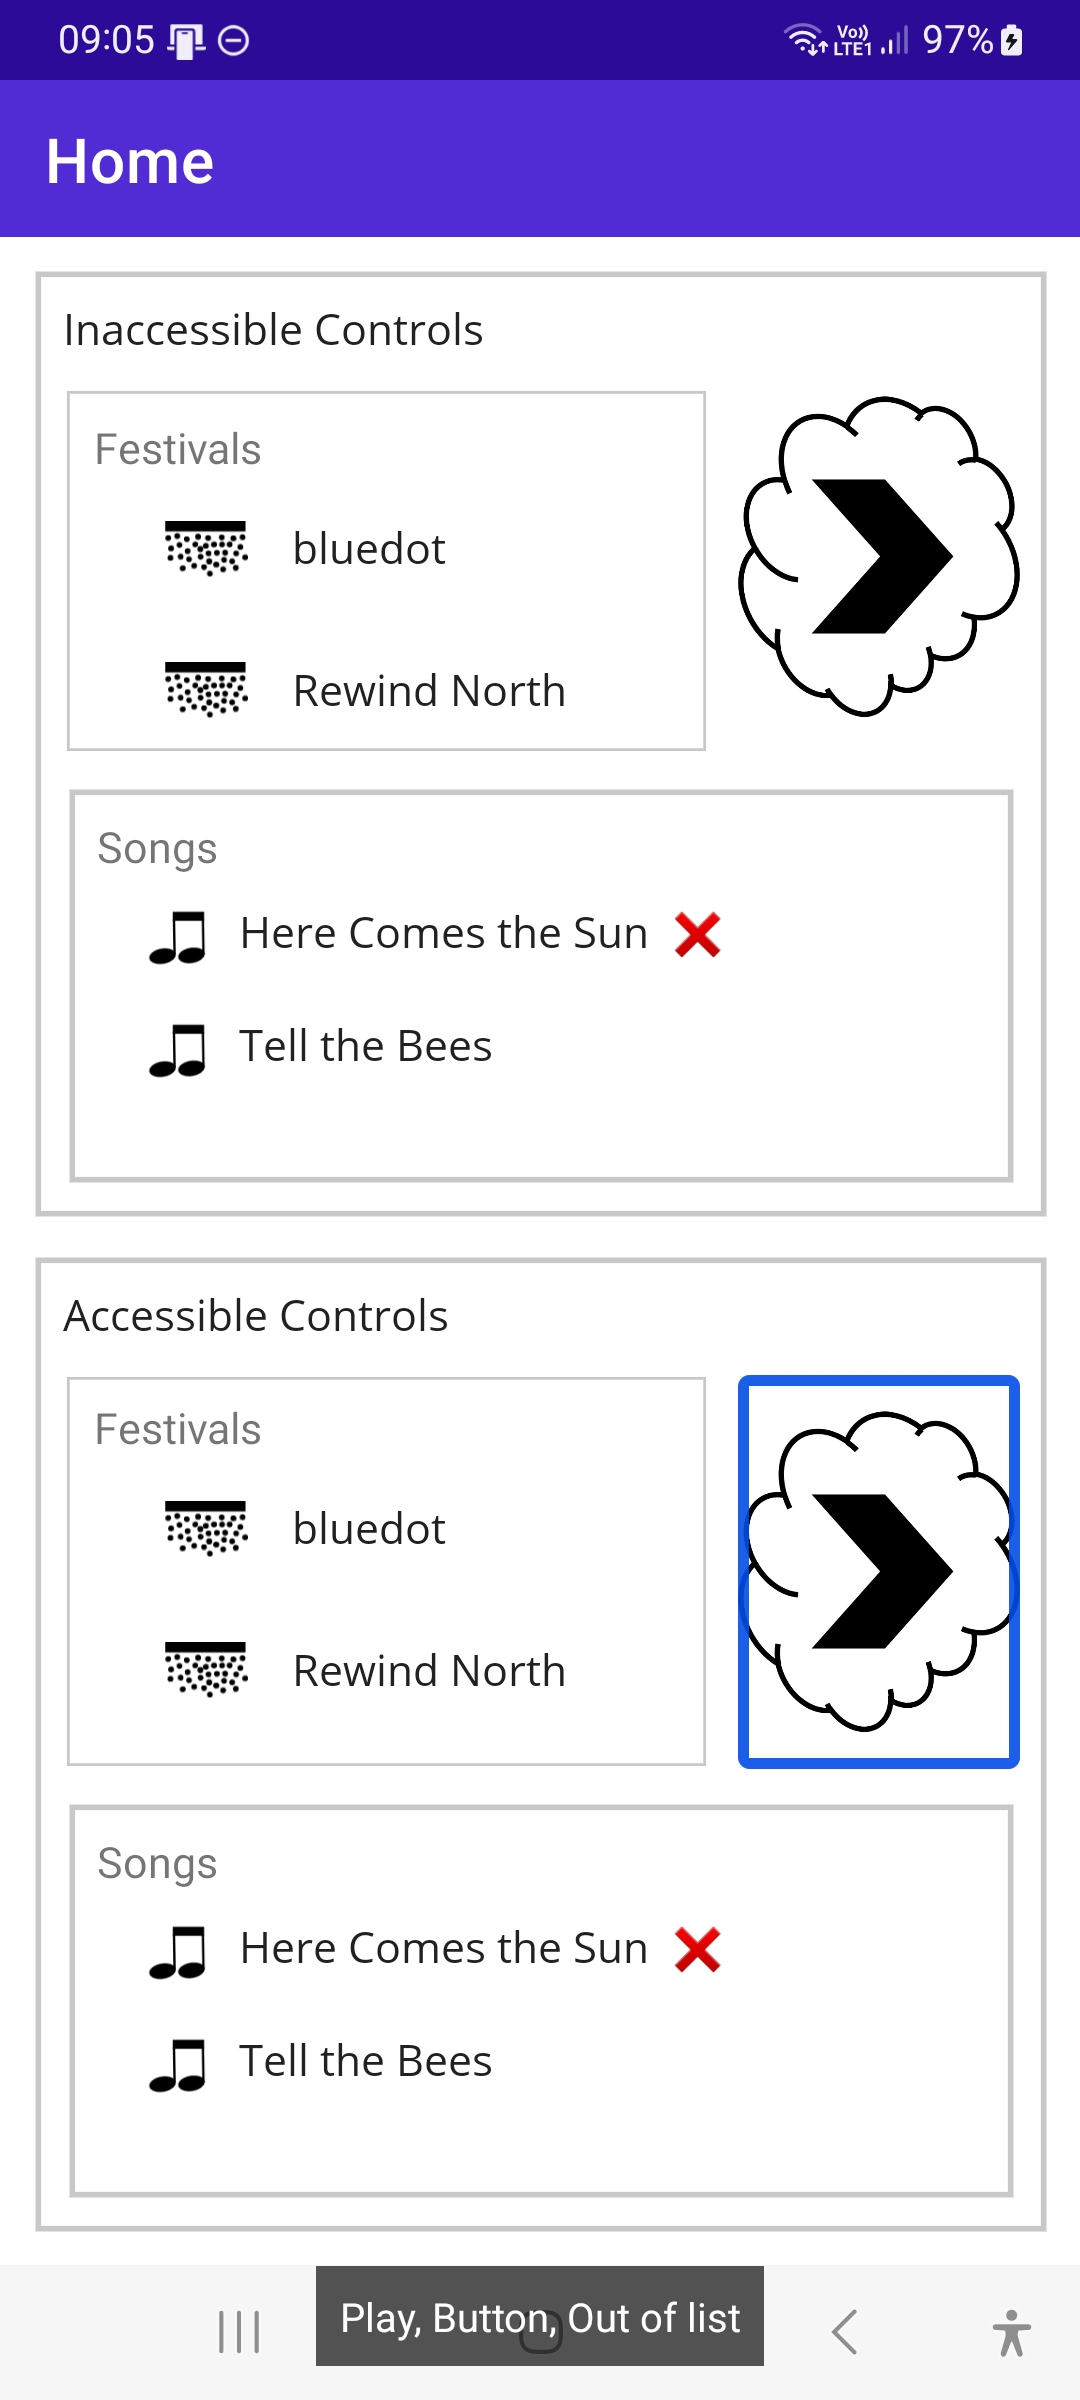 09:05
Vo)) LTE1 97%
Home
Inaccessible Controls
Festivals
bluedot
Rewind North
Songs
Here Comes the Sun
Tell the Bees
Accessible Controls
Festivals
bluedot
Rewind North
Songs
Here Comes the Sun
Tell the Bees
Play, Button, Out of list